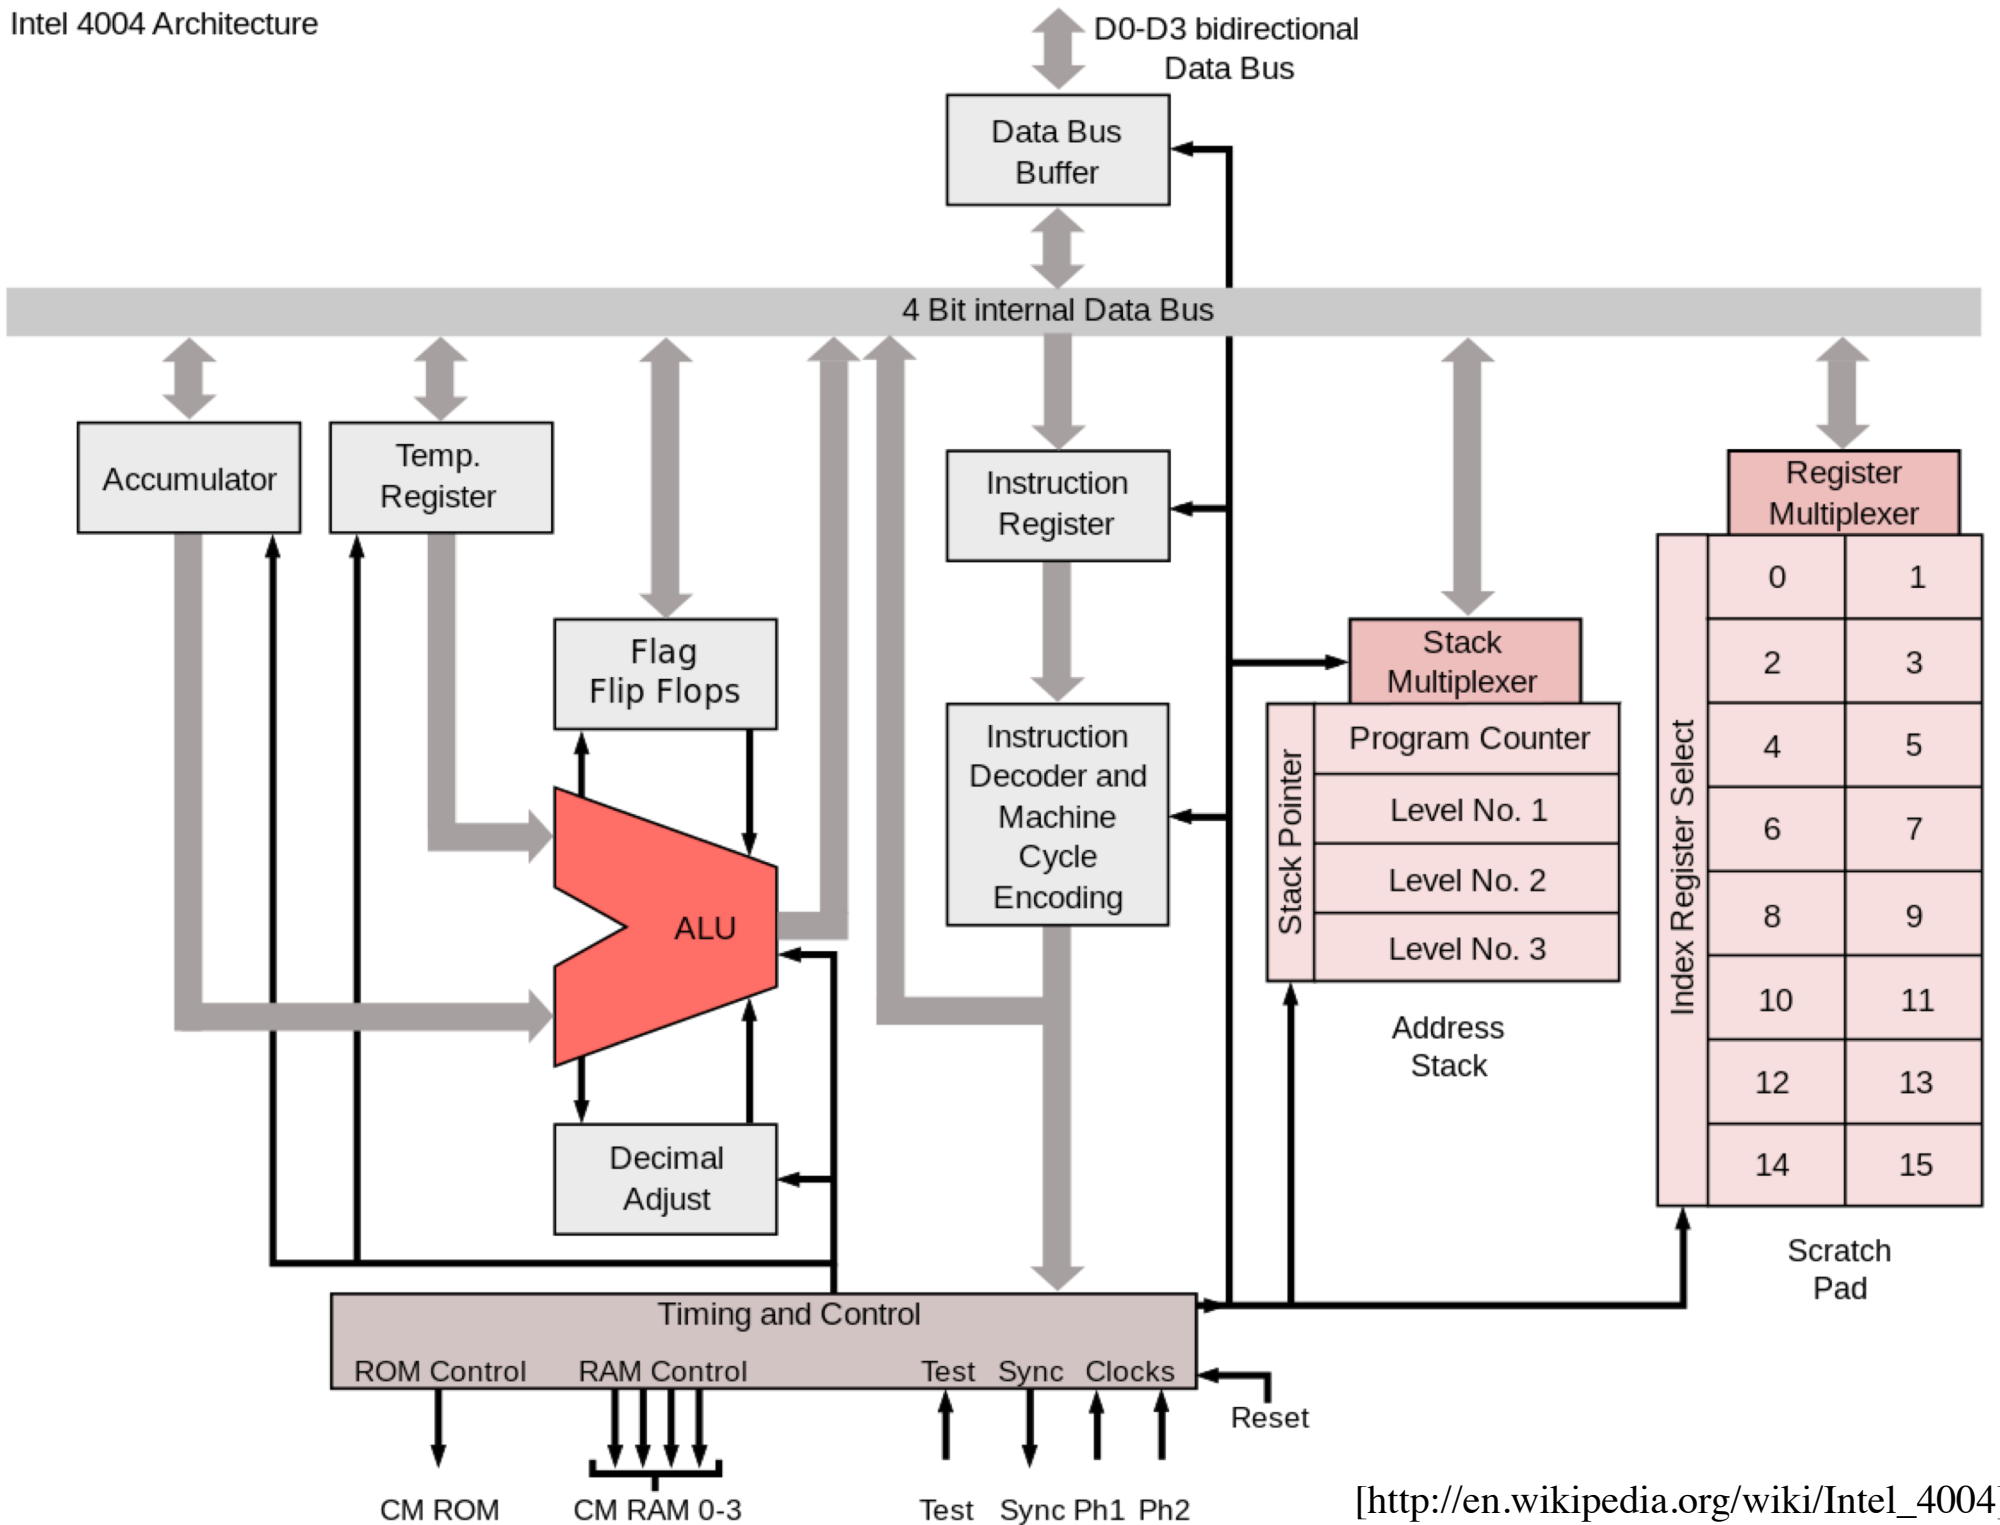 Intel 4004 Architecture
D0-D3 bidirectional
Data Bus
Data Bus
Buffer
4 Bit internal Data Bus
Accumulator
Temp.
Register
Flag
Flip Flops
ALU
Decimal
Adjust
Instruction
Register
Instruction
Decoder and
Machine
Cycle
Encoding
Stack
Multiplexer
Stack Pointer
Program Counter
Level No. 1
Level No. 2
Level No. 3
Address
Stack
Register
Multiplexer
Index Register Select
0 1
2 3
4 5
6 7
8 9
10 11
12 13
14 15
Scratch
Pad
Timing and Control
ROM Control RAM Control Test Sync Clocks
Reset
CM ROM CM RAM 0-3 Test Sync Ph1 Ph2
[http://en.wikipedia.org/wiki/Intel_4004]